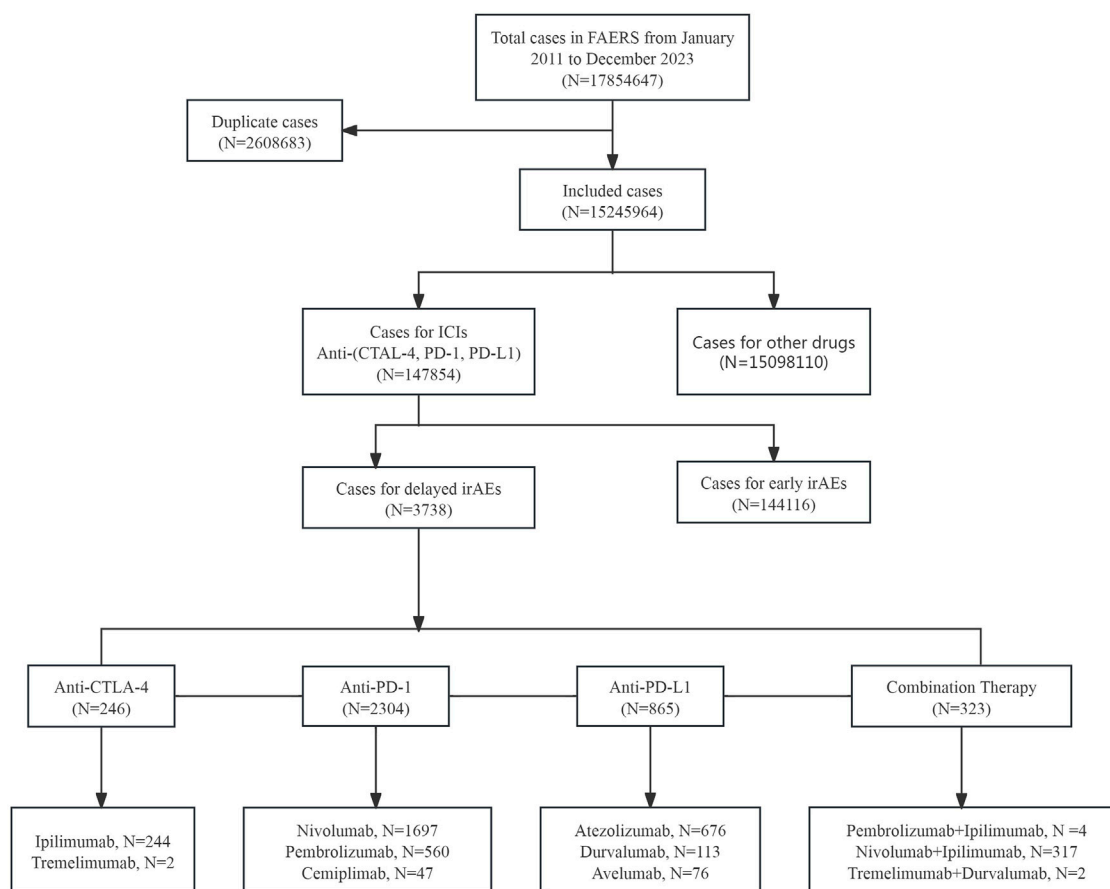 Total cases in FAERS from January
2011 to December 2023
(N=17854647)
Duplicate cases
(N=2608683)
Included cases
(N=15245964)
Cases for ICIs
Anti-(CTAL-4, PD-1, PD-L1)
(N=147854)
Cases for other drugs
(N=15098110)
Cases for delayed irAEs
(N=3738)
Cases for early irAEs
(N=144116)
Anti-CTLA-4
(N=246)
Anti-PD-1
(N=2304)
Anti-PD-L1
(N=865)
Combination Therapy
(N=323)
Ipilimumab, N=244
Tremelimumab, N=2
Nivolumab, N=1697
Pembrolizumab, N=560
Cemiplimab, N=47
Atezolizumab, N=676
Durvalumab, N=113
Avelumab, N=76
Pembrolizumab+Ipilimumab, N =4
Nivolumab+Ipilimumab, N=317
Tremelimumab+Durvalumab, N=2